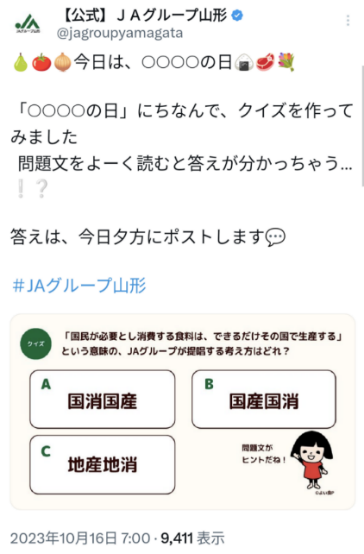 【公式】ＪＡグループ山形
@jagroupyamagata
🍐🍅🧅今日は、○○○○の日🍙🥩💐
「○○○○の日」にちなんで、クイズを作って
みました
問題文をよーく読むと答えが分かっちゃう...
❕❔
答えは、今日夕方にポストします💬
＃JAグループ山形
クイズ
「国民が必要とし消費する食料は、できるだけその国で生産する」
という意味の、JAグループが提唱する考え方はどれ？
A
国消国産
B
国産国消
C
地産地消
問題文が
ヒントだね！
2023年10月16日 7:00 · 9,411 表示